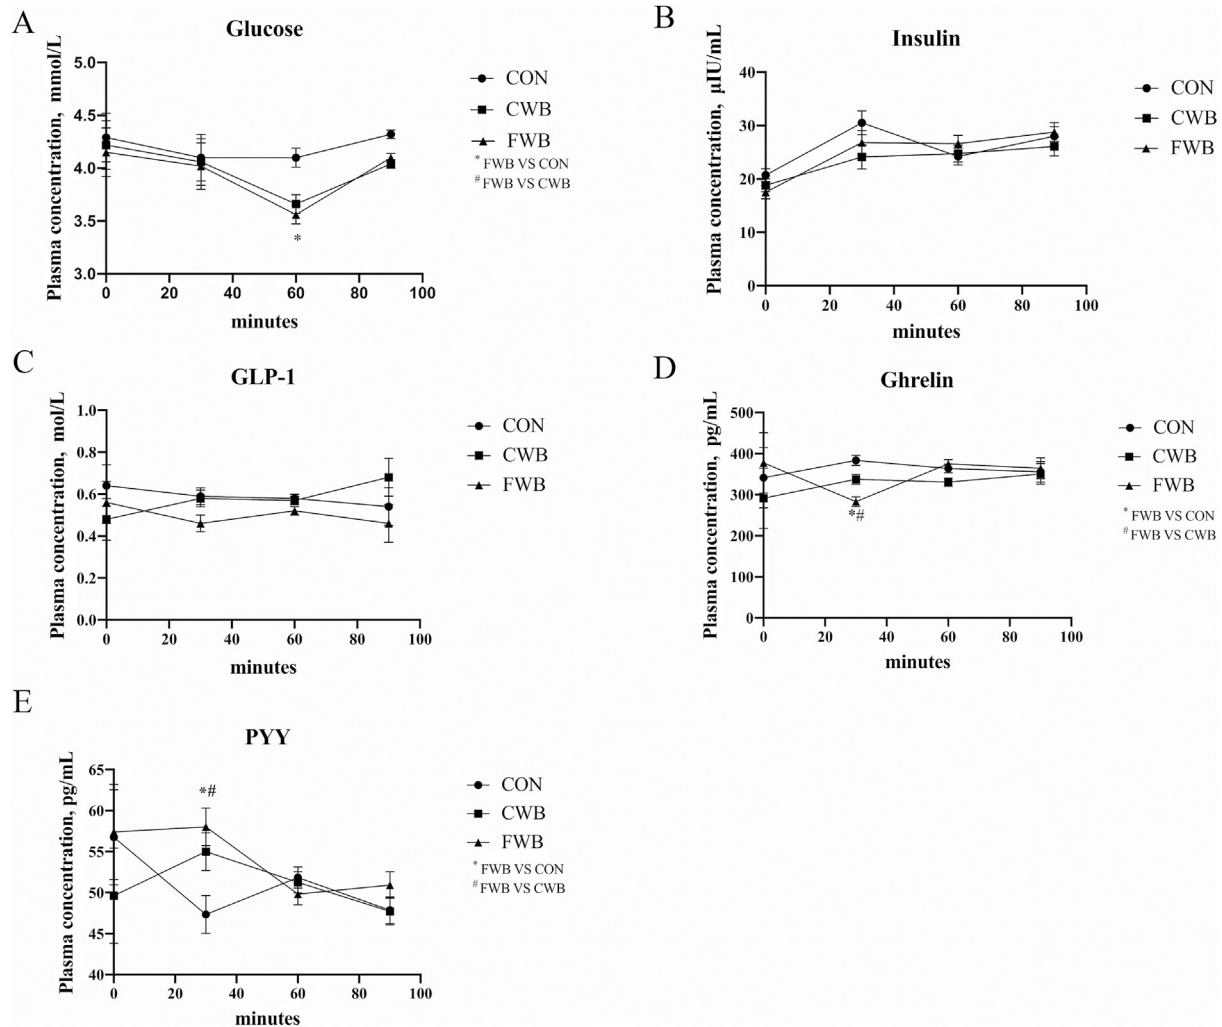 A
Glucose
Plasma concentration, mmol/L
5.0
4.5
4.0
3.5
3.0
0 20 40 60 80 100
minutes
*
CON
CWB
FWB
* FWB VS CON
# FWB VS CWB
B
Insulin
Plasma concentration, μIU/mL
40
30
20
10
0
0 20 40 60 80 100
minutes
CON
CWB
FWB
C
GLP-1
Plasma concentration, mol/L
1.0
0.8
0.6
0.4
0.2
0.0
0 20 40 60 80 100
minutes
CON
CWB
FWB
D
Ghrelin
Plasma concentration, pg/mL
500
400
300
200
100
0
0 20 40 60 80 100
minutes
*#
CON
CWB
FWB
* FWB VS CON
# FWB VS CWB
E
PYY
Plasma concentration, pg/mL
65
60
55
50
45
40
0 20 40 60 80 100
minutes
*#
CON
CWB
FWB
* FWB VS CON
# FWB VS CWB